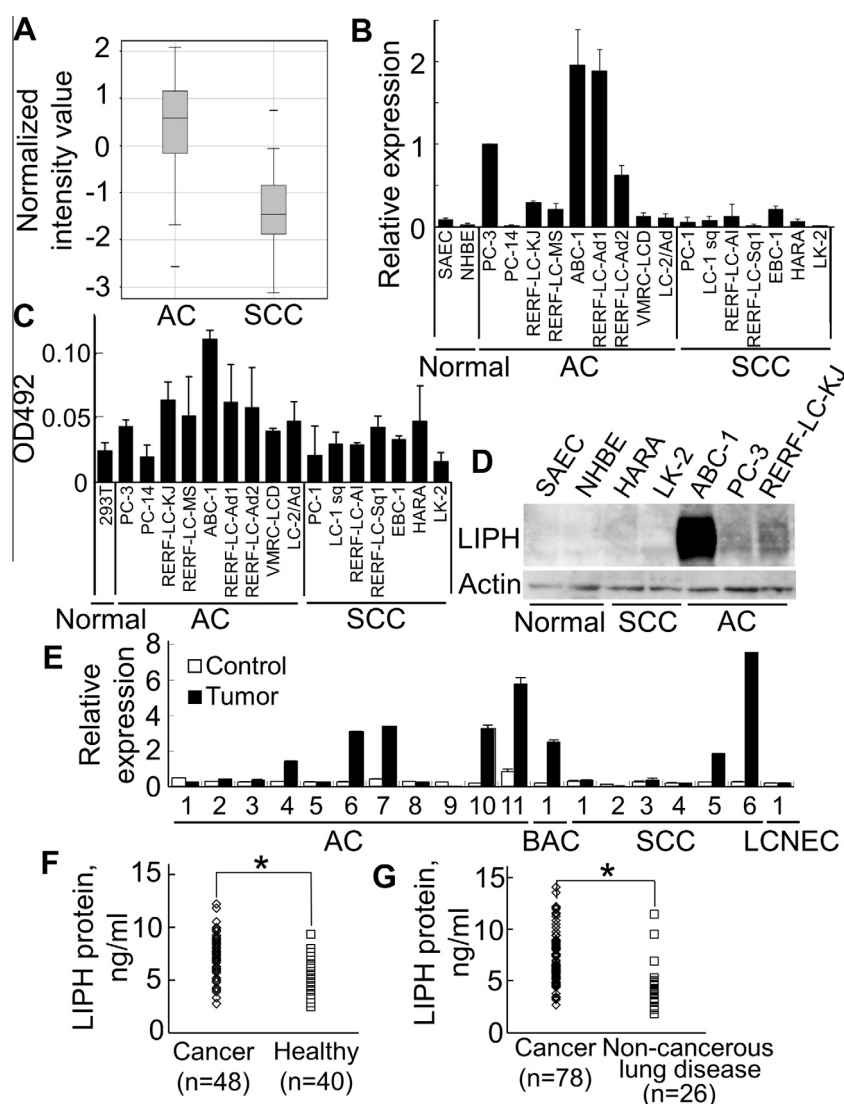 A
Normalized
intensity value
2
1
0
-1
-2
-3
AC
SCC
B
Relative expression
2
1
0
SAEC
NHBE
PC-3
PC-14
RERF-LC-KJ
RERF-LC-MS
ABC-1
RERF-LC-Ad1
RERF-LC-Ad2
VMRC-LCD
LC-2/Ad
PC-1
LC-1 sq
RERF-LC-AI
RERF-LC-Sq1
EBC-1
HARA
LK-2
Normal
AC
SCC
C
OD492
0.10
0.05
0
293T
PC-3
PC-14
RERF-LC-KJ
RERF-LC-MS
ABC-1
RERF-LC-Ad1
RERF-LC-Ad2
VMRC-LCD
LC-2/Ad
PC-1
LC-1 sq
RERF-LC-AI
RERF-LC-Sq1
EBC-1
HARA
LK-2
Normal
AC
SCC
D
SAEC
NHBE
HARA
LK-2
ABC-1
PC-3
RERF-LC-KJ
LIPH
Actin
Normal
SCC
AC
E
Relative
expression
8
6
4
2
0
Control
Tumor
1 2 3 4 5 6 7 8 9 10 11 1 1 2 3 4 5 6 1
AC BAC SCC LCNEC
F
LIPH protein,
ng/ml
15
10
5
0
*
Cancer
(n=48)
Healthy
(n=40)
G
LIPH protein,
ng/ml
15
10
5
0
*
Cancer
(n=78)
Non-cancerous
lung disease
(n=26)